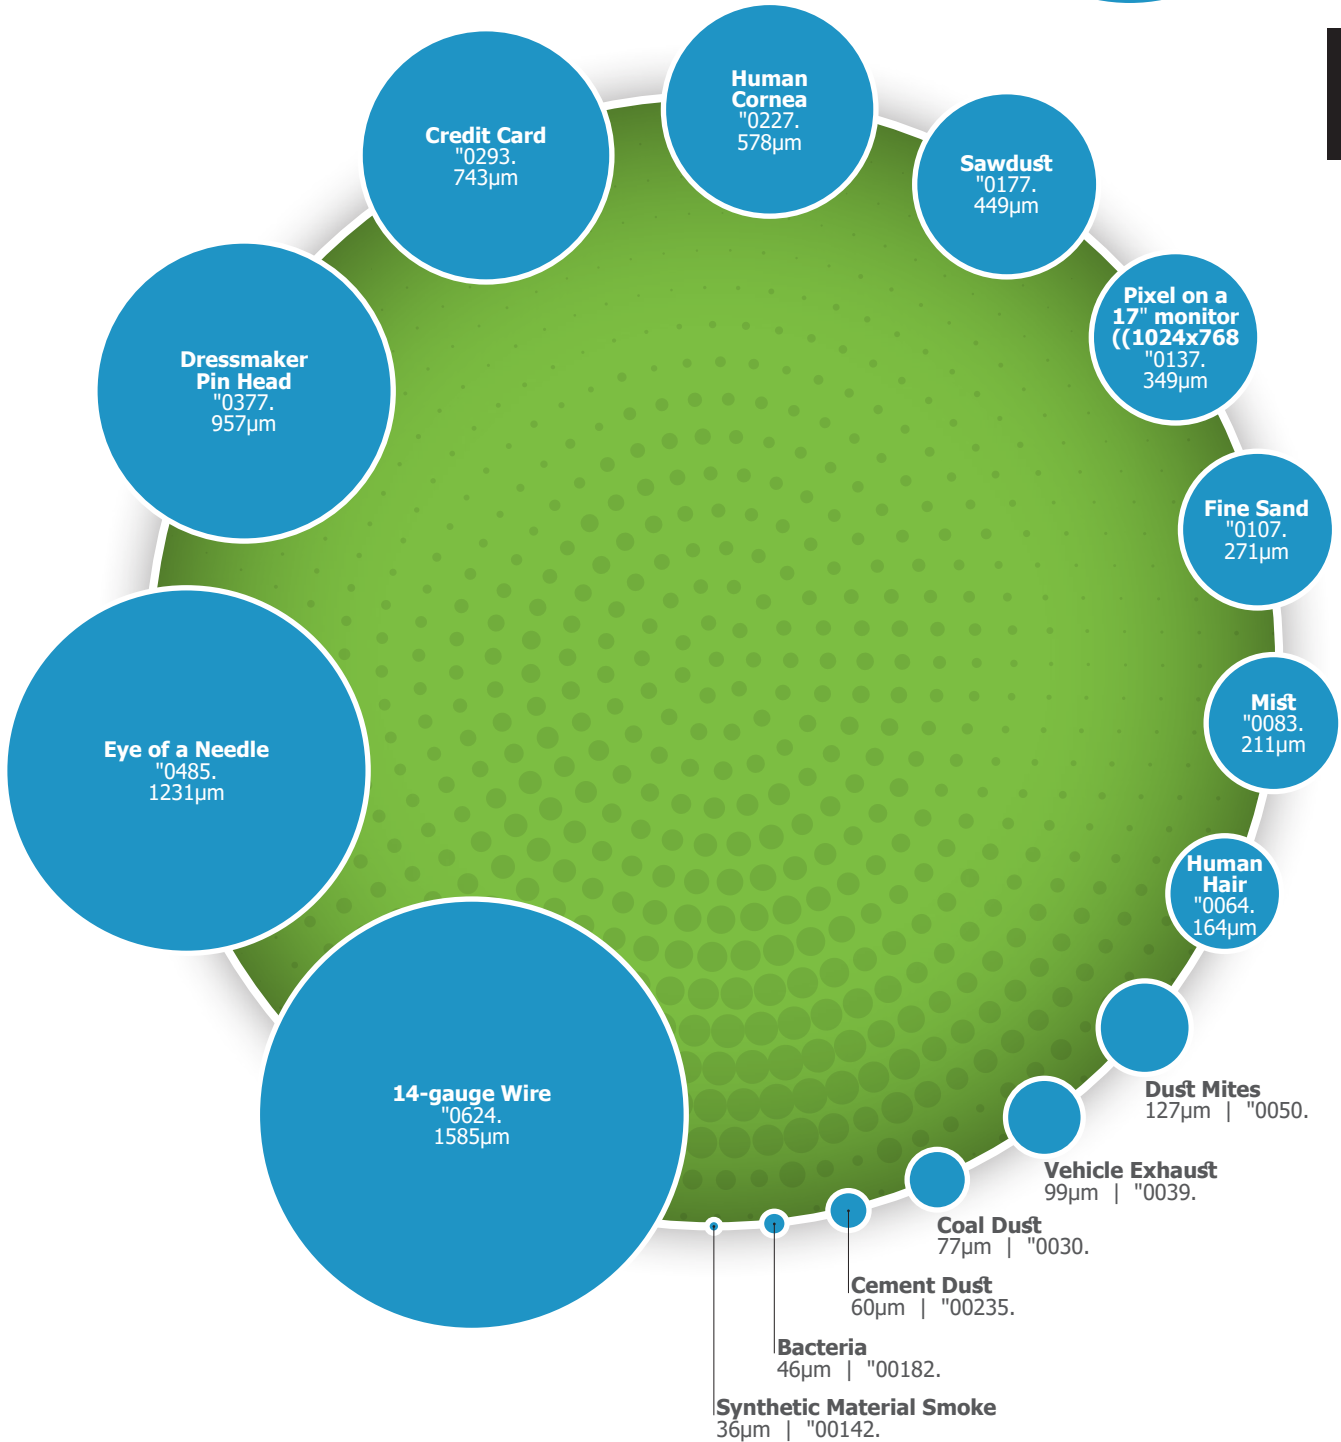 Human
Cornea
"0227.
578µm
Credit Card
"0293.
743µm
Sawdust
"0177.
449µm
Pixel on a
17" monitor
((1024x768
"0137.
349µm
Dressmaker
Pin Head
"0377.
957µm
Fine Sand
"0107.
271µm
Mist
"0083.
211µm
Eye of a Needle
"0485.
1231µm
Human
Hair
"0064.
164µm
14-gauge Wire
"0624.
1585µm
Dust Mites
127µm | "0050.
Vehicle Exhaust
99µm | "0039.
Coal Dust
77µm | "0030.
Cement Dust
60µm | "00235.
Bacteria
46µm | "00182.
Synthetic Material Smoke
36µm | "00142.